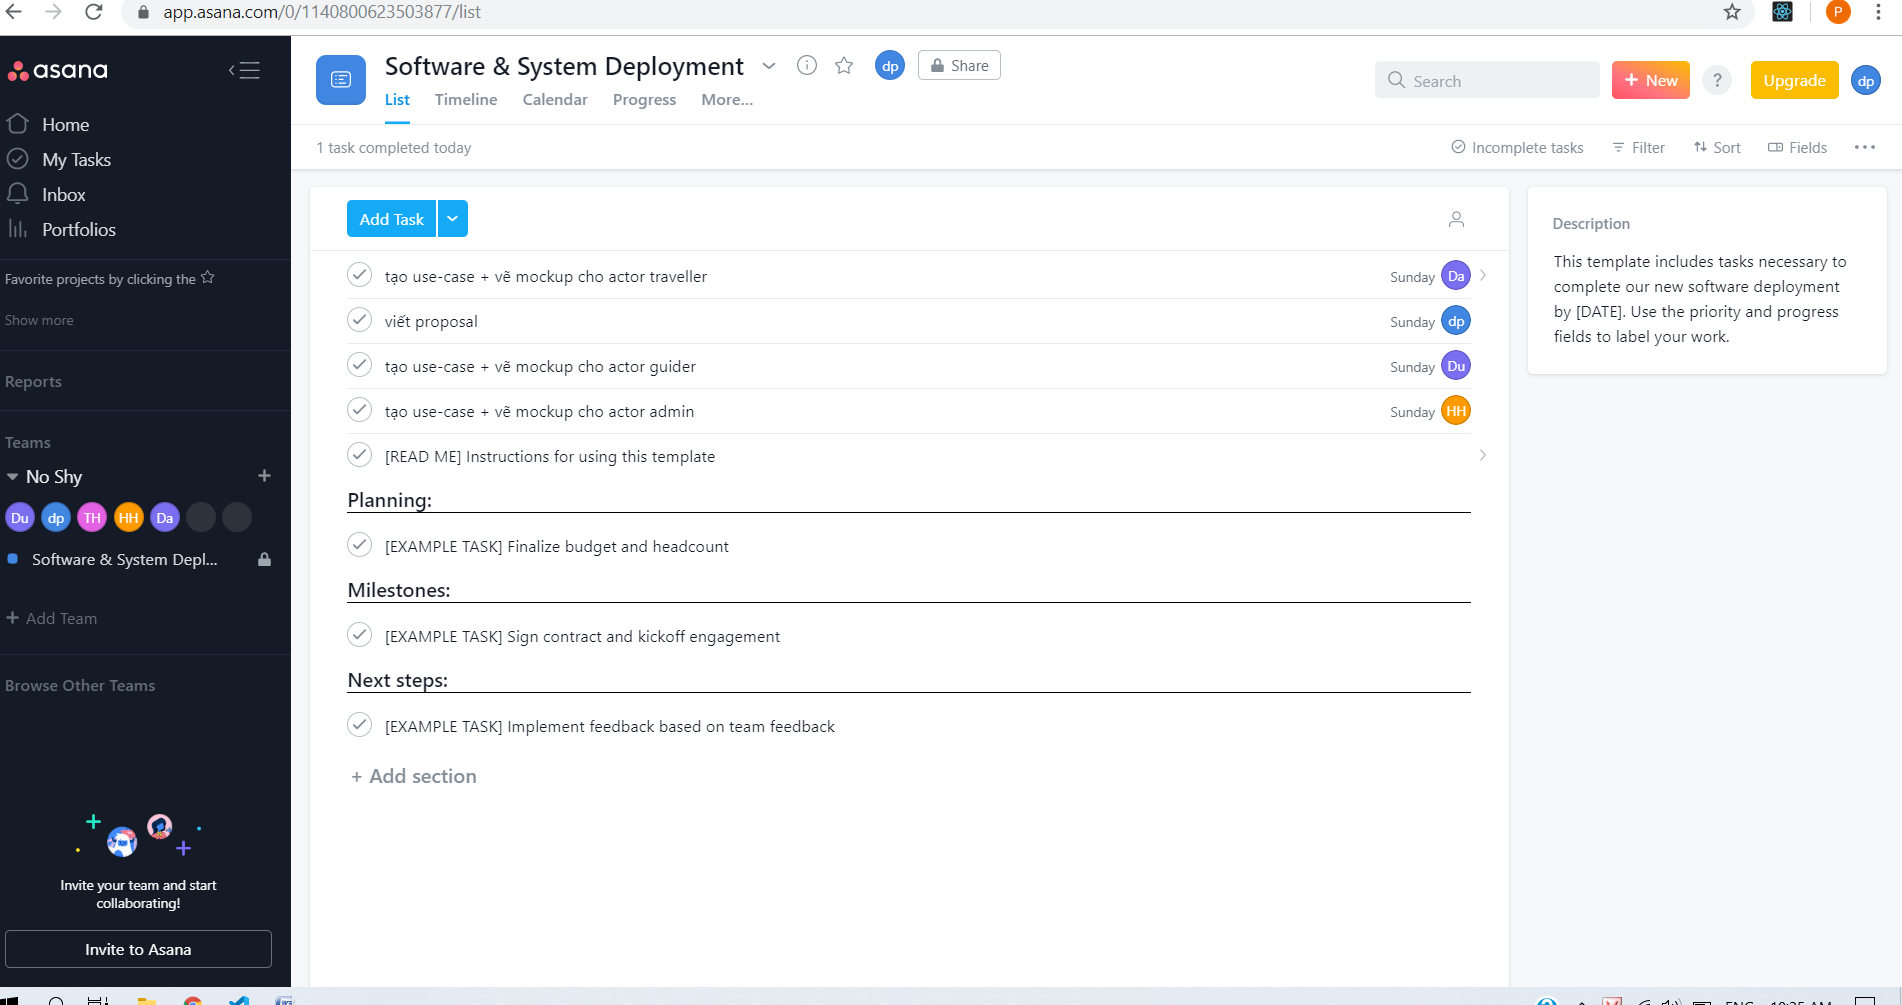 app.asana.com/0/1140800623503877/list
P
asana
Home
My Tasks
Inbox
Portfolios
Favorite projects by clicking the
Show more
Reports
Teams
No Shy
Du dp TH HH Da
Software & System Depl...
+ Add Team
Browse Other Teams
Invite your team and start
collaborating!
Invite to Asana
Software & System Deployment
dp
Share
List Timeline Calendar Progress More...
Search
+ New
?
Upgrade
dp
1 task completed today
Incomplete tasks Filter Sort Fields
Add Task
tạo use-case + vẽ mockup cho actor traveller Sunday Da
viết proposal Sunday dp
tạo use-case + vẽ mockup cho actor guider Sunday Du
tạo use-case + vẽ mockup cho actor admin Sunday HH
[READ ME] Instructions for using this template
Planning:
[EXAMPLE TASK] Finalize budget and headcount
Milestones:
[EXAMPLE TASK] Sign contract and kickoff engagement
Next steps:
[EXAMPLE TASK] Implement feedback based on team feedback
+ Add section
Description
This template includes tasks necessary to
complete our new software deployment
by [DATE]. Use the priority and progress
fields to label your work.
ENG 10:25 AM